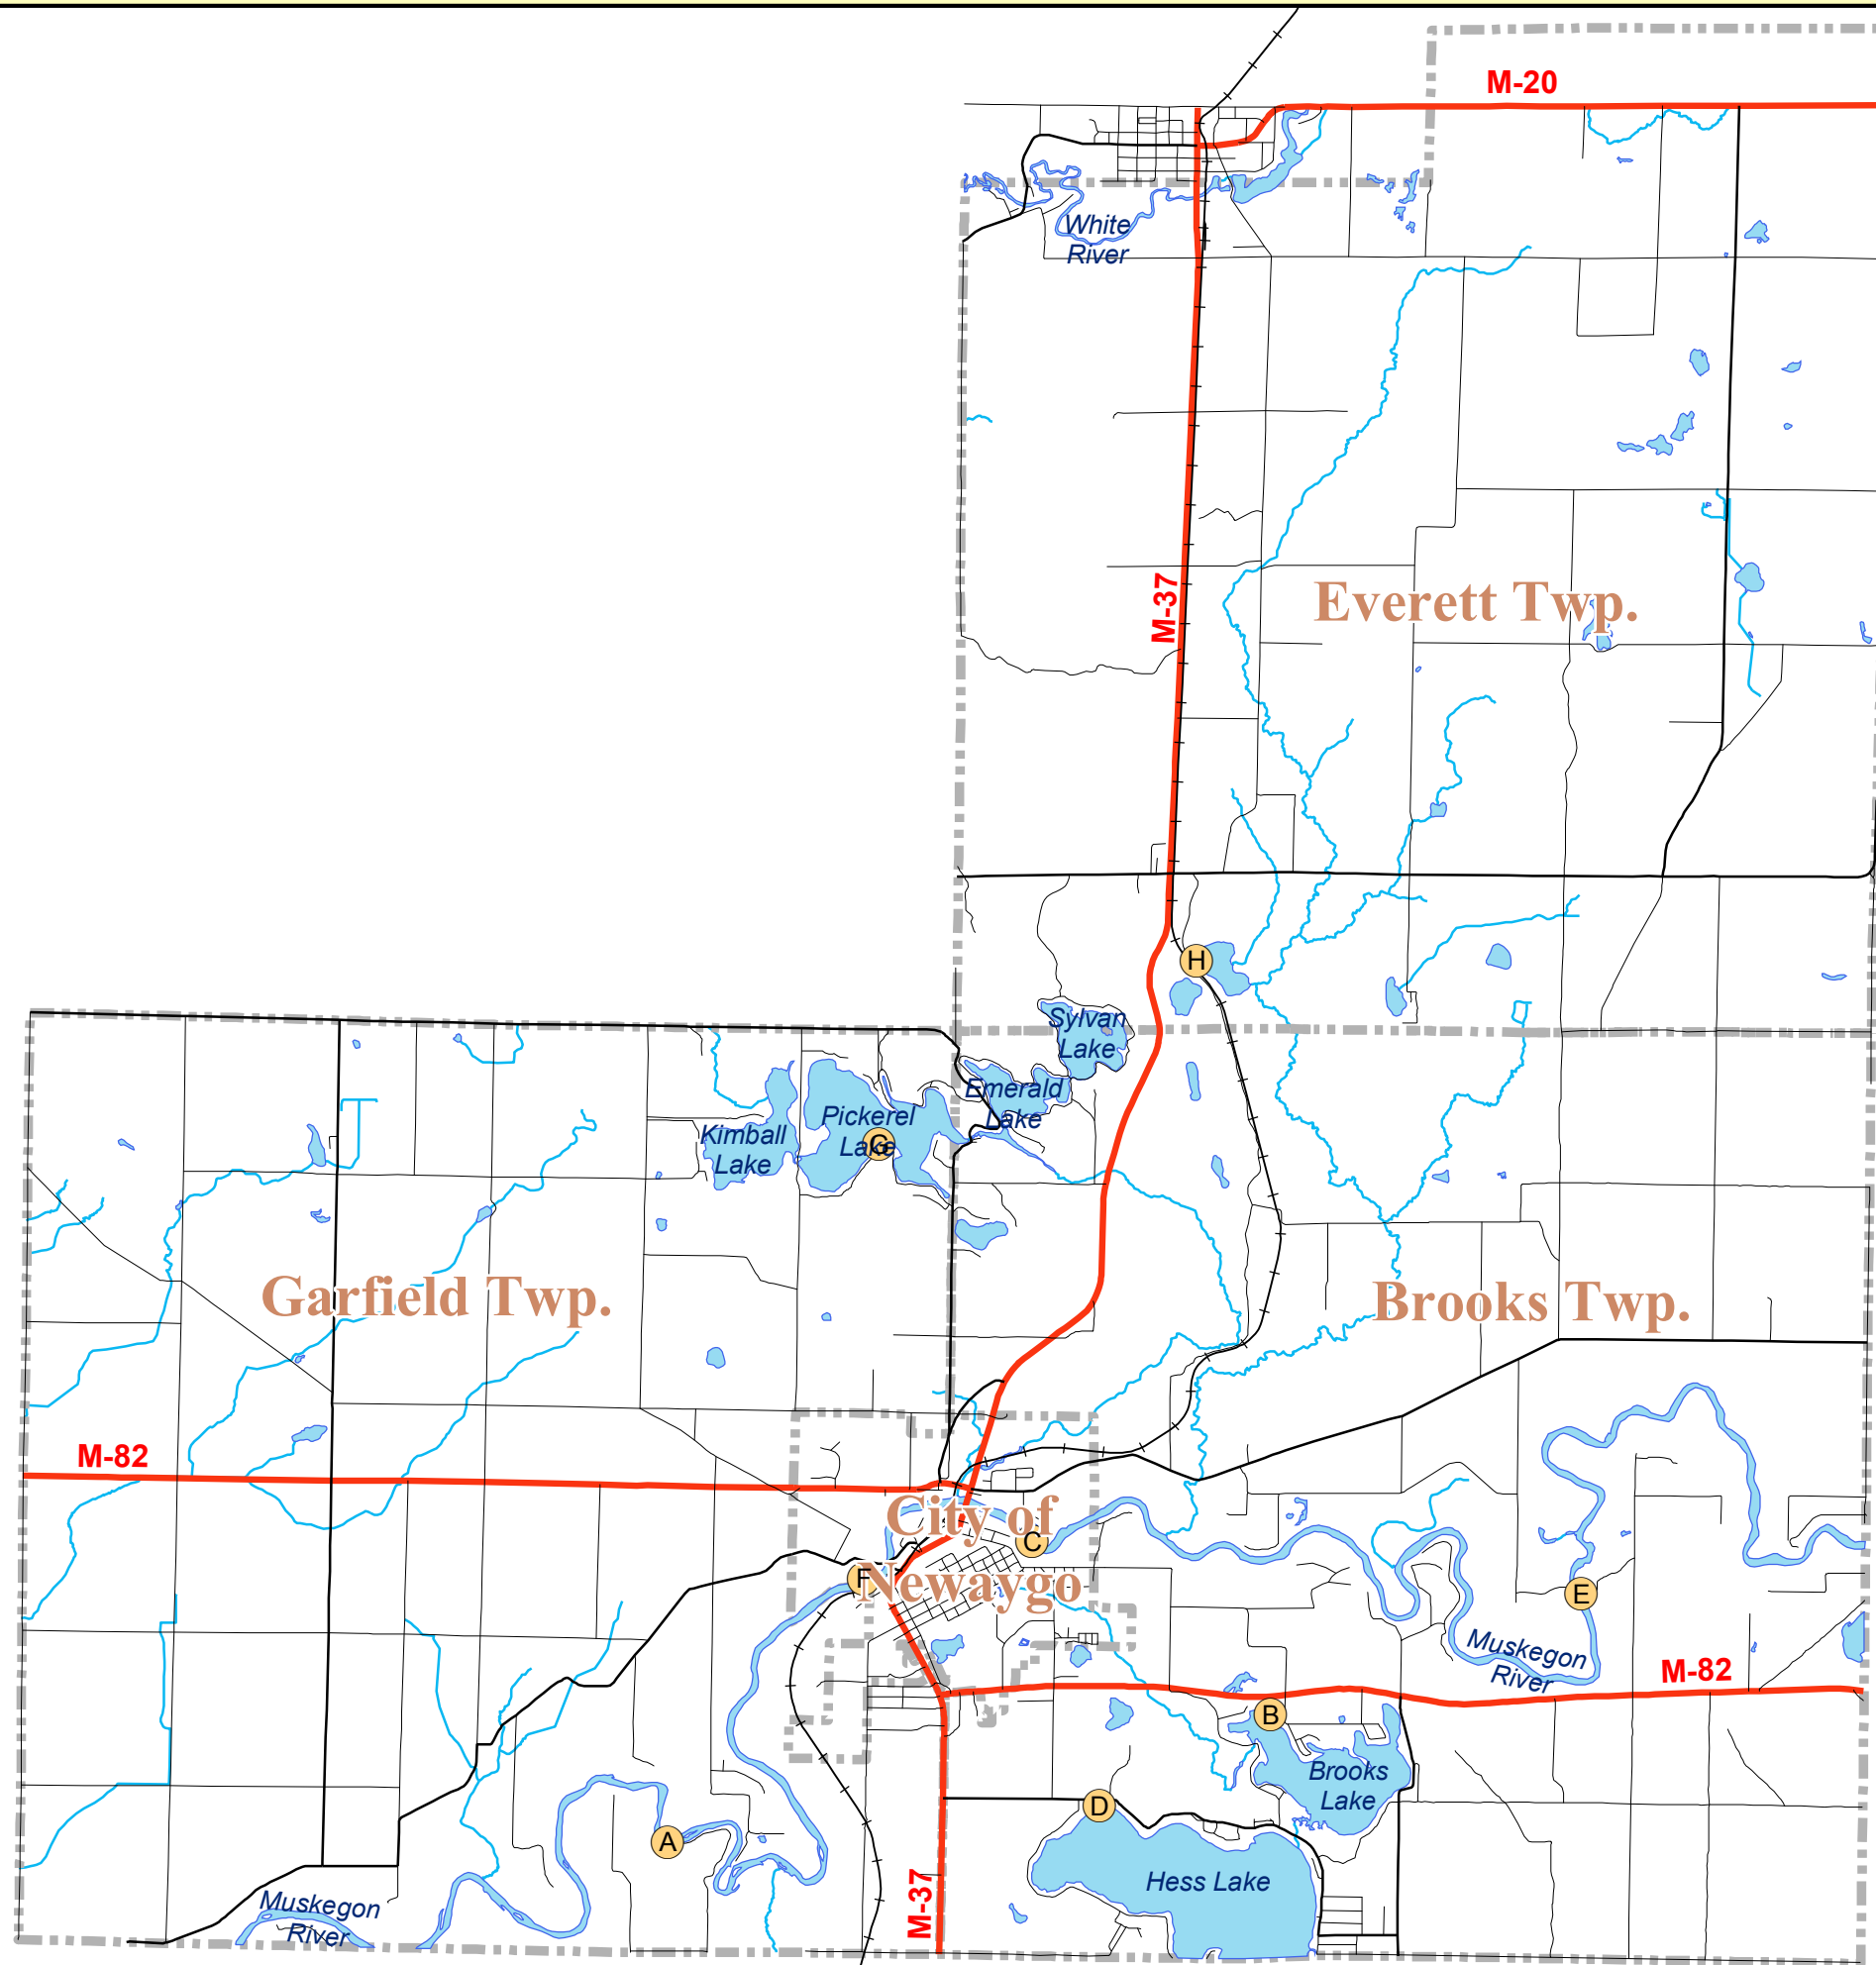 M-20
White
River
M-37
Everett Twp.
H
Sylvan
Lake
Emerald
Lake
Pickerel
Lake
G
Kimball
Lake
Garfield Twp.
Brooks Twp.
M-82
City of
Newaygo
C
F
E
Muskegon
River
M-82
B
Brooks
Lake
D
A
Hess Lake
M-37
Muskegon
River